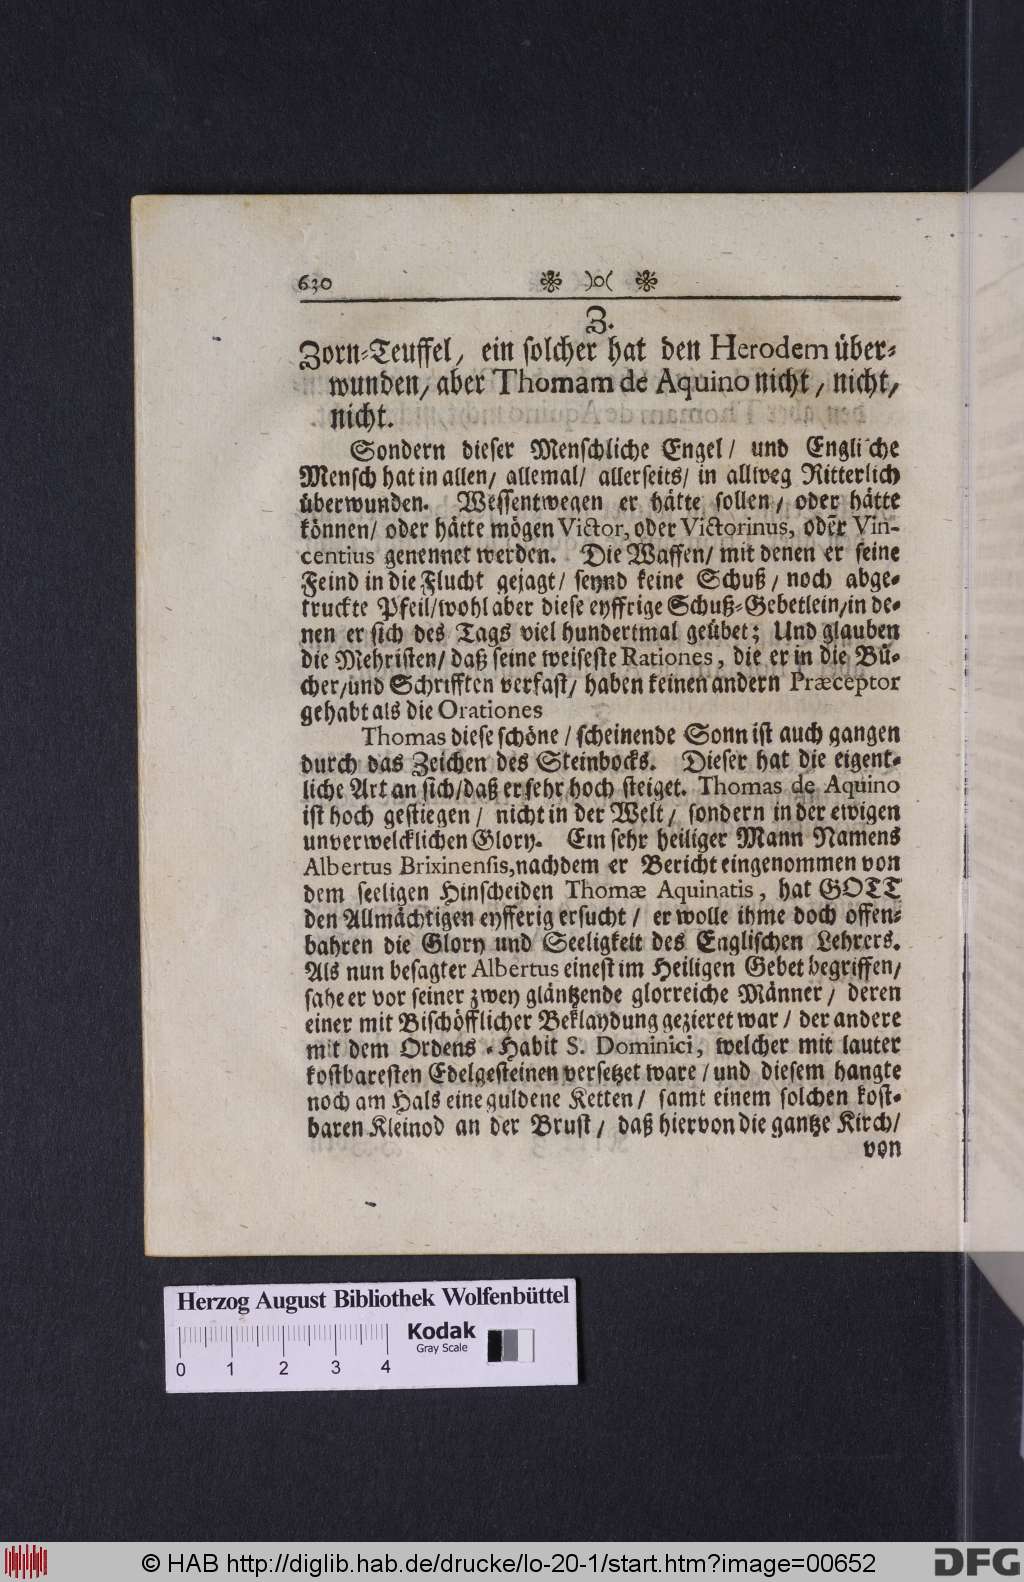 630 ❀ )o( ❀
Z.
Zorn-Teuffel, ein solcher hat den Herodem über-
wunden, aber Thomam de Aquino nicht, nicht,
nicht.
Sondern dieser Menschliche Engel/ und Englische
Mensch hat in allen/ allemal/ allerseits/ in allweg Ritterlich
überwunden. Wessentwegen er hätte sollen/ oder hätte
können/ oder hätte mögen Victor, oder Victorinus, oder Vin-
centius genennet werden. Die Waffen/ mit denen er seine
Feind in die Flucht gejagt/ seynd keine Schuß/ noch abge-
truckte Pfeil/ wohl aber diese eyffrige Schuß-Gebetlein/ in de-
nen er sich des Tags viel hundertmal geübet; Und glauben
die Mehristen/ daß seine weiseste Rationes, die er in die Bü-
cher/ und Schrifften verfast/ haben keinen andern Præceptor
gehabt als die Orationes
Thomas diese schöne/ scheinende Sonn ist auch gangen
durch das Zeichen des Steinbocks. Dieser hat die eigent-
liche Art an sich/ daß er sehr hoch steiget. Thomas de Aquino
ist hoch gestiegen/ nicht in der Welt/ sondern in der ewigen
unverwelcklichen Glory. Ein sehr heiliger Mann Namens
Albertus Brixinensis, nachdem er Bericht eingenommen von
dem seeligen Hinscheiden Thomæ Aquinatis, hat GOTT
den Allmächtigen eyfferig ersucht/ er wolle ihme doch offen-
bahren die Glory und Seeligkeit des Englischen Lehrers.
Als nun besagter Albertus einest im Heiligen Gebet begriffen/
sahe er vor seiner zwey gläntzende glorreiche Männer/ deren
einer mit Bischöfflicher Beklaydung gezieret war/ der andere
mit dem Ordens-Habit S. Dominici, welcher mit lauter
kostbaresten Edelgesteinen versetzet ware/ und diesem hangte
noch am Hals eine guldene Ketten/ samt einem solchen kost-
baren Kleinod an der Brust/ daß hiervon die gantze Kirch/
von
Herzog August Bibliothek Wolfenbüttel
0 1 2 3 4
Kodak
Gray Scale
© HAB http://diglib.hab.de/drucke/lo-20-1/start.htm?image=00652
DFG